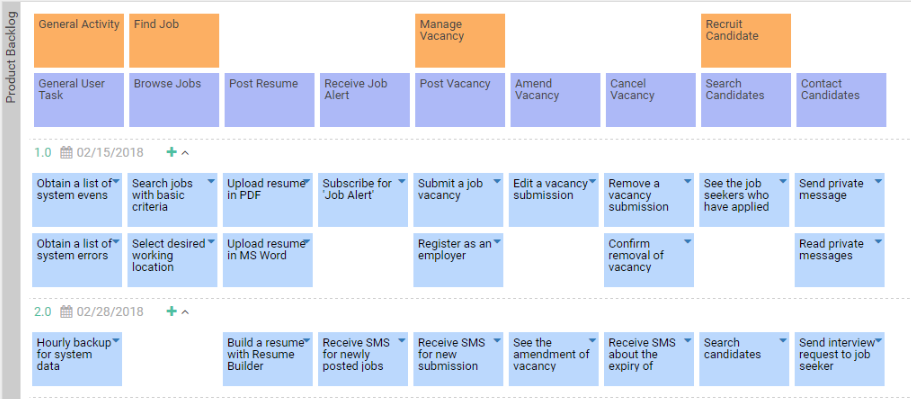 Product Backlog
General Activity
Find Job
Manage
Vacancy
Recruit
Candidate
General User
Task
Browse Jobs
Post Resume
Receive Job
Alert
Post Vacancy
Amend
Vacancy
Cancel
Vacancy
Search
Candidates
Contact
Candidates
1.0 02/15/2018
Obtain a list of
system evens
Search jobs
with basic
criteria
Upload resume
in PDF
Subscribe for
'Job Alert'
Submit a job
vacancy
Edit a vacancy
submission
Remove a
vacancy
submission
See the job
seekers who
have applied
Send private
message
Obtain a list of
system errors
Select desired
working
location
Upload resume
in MS Word
Register as an
employer
Confirm
removal of
vacancy
Read private
messages
2.0 02/28/2018
Hourly backup
for system
data
Build a resume
with Resume
Builder
Receive SMS
for newly
posted jobs
Receive SMS
for new
submission
See the
amendment of
vacancy
Receive SMS
about the
expiry of
Search
candidates
Send interview
request to job
seeker